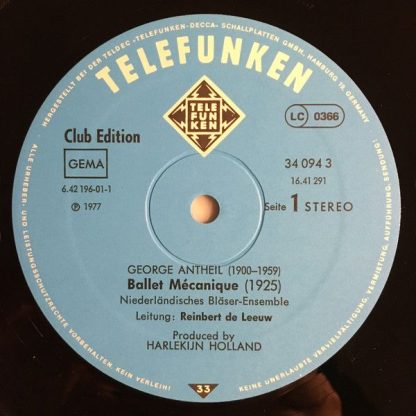 HERGESTELLT BEI DER TELDEC »TELEFUNKEN-DECCA« SCHALLPLATTEN GMBH, HAMBURG 19, GERMANY
TELEFUNKEN
TELE
FUN
KEN
Club Edition
LC 0366
GEMA
34 094 3
6.42 196-01-1
16.41 291
℗ 1977
Seite 1 STEREO
GEORGE ANTHEIL (1900–1959)
Ballet Mécanique (1925)
Niederländisches Bläser-Ensemble
Leitung: Reinbert de Leeuw
Produced by
HARLEKIJN HOLLAND
33
ALLE URHEBER- UND LEISTUNGSSCHUTZRECHTE VORBEHALTEN KEIN VERLEIH!
KEINE UNERLAUBTE VERVIELFÄLTIGUNG, VERMIETUNG, AUFFÜHRUNG, SENDUNG!